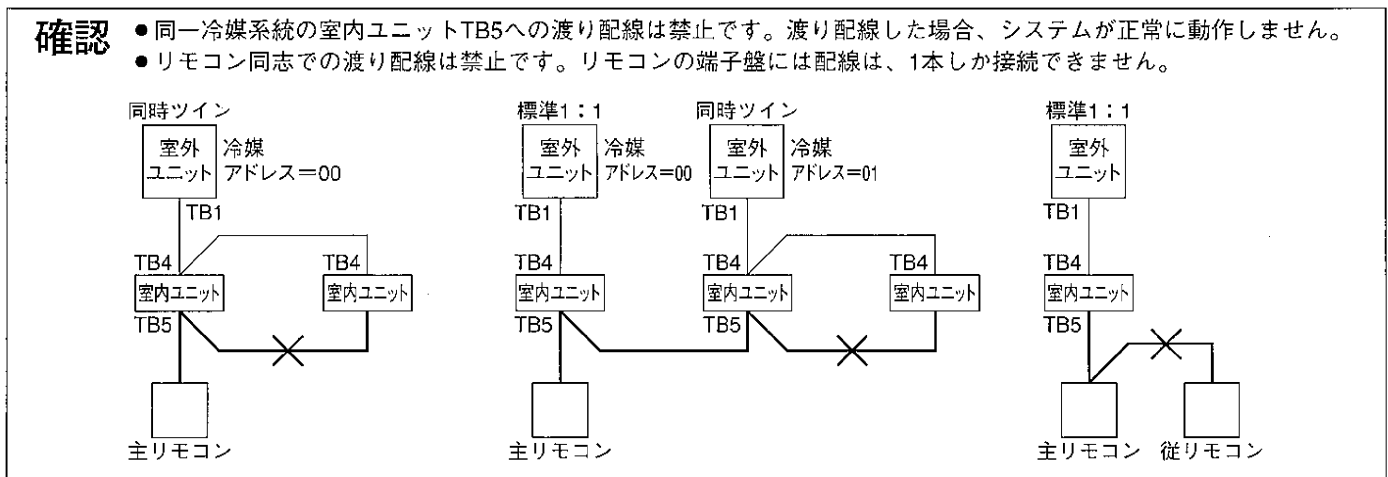 確認
●同一冷媒系統の室内ユニットTB5への渡り配線は禁止です。渡り配線した場合、システムが正常に動作しません。
●リモコン同志での渡り配線は禁止です。リモコンの端子盤には配線は、1本しか接続できません。
同時ツイン
室外
ユニット
冷媒
アドレス=00
TB1
TB4
TB4
室内ユニット
室内ユニット
TB5
主リモコン
標準1:1
室外
ユニット
冷媒
アドレス=00
TB1
TB4
室内ユニット
TB5
主リモコン
同時ツイン
室外
ユニット
冷媒
アドレス=01
TB1
TB4
TB4
室内ユニット
室内ユニット
TB5
標準1:1
室外
ユニット
TB1
TB4
室内ユニット
TB5
主リモコン
従リモコン